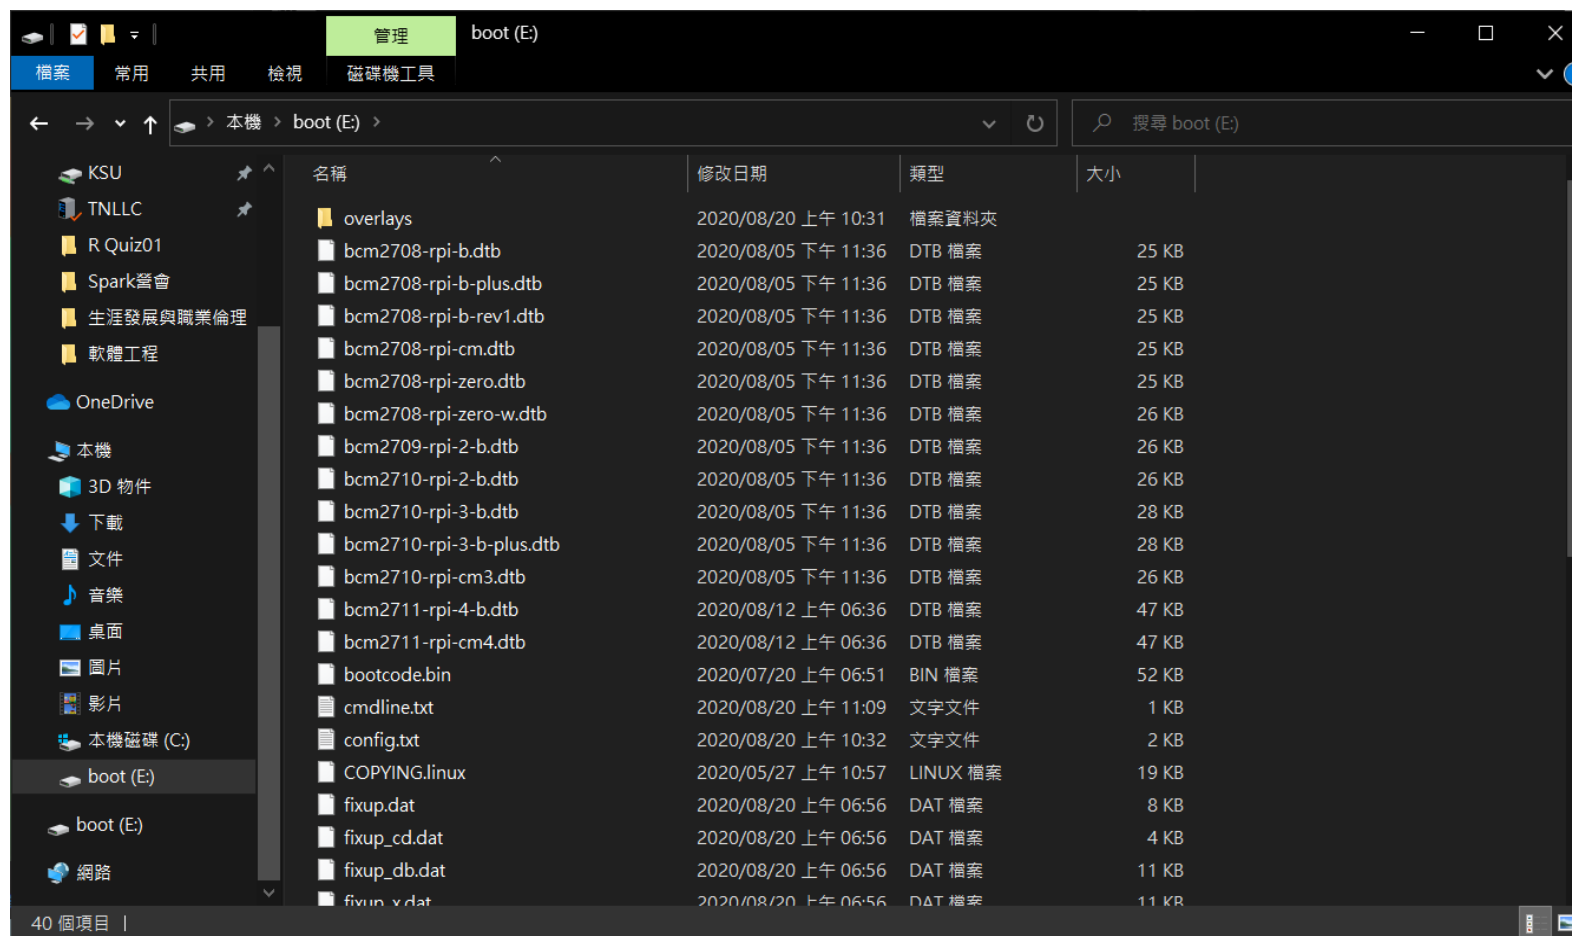 管理 boot (E:)
檔案 常用 共用 檢視 磁碟機工具
本機 boot (E:) 搜尋 boot (E:)
KSU
TNLLC
R Quiz01
Spark營會
生涯發展與職業倫理
軟體工程
OneDrive
本機
3D 物件
下載
文件
音樂
桌面
圖片
影片
本機磁碟 (C:)
boot (E:)
boot (E:)
網路
名稱 修改日期 類型 大小
overlays 2020/08/20 上午 10:31 檔案資料夾
bcm2708-rpi-b.dtb 2020/08/05 下午 11:36 DTB 檔案 25 KB
bcm2708-rpi-b-plus.dtb 2020/08/05 下午 11:36 DTB 檔案 25 KB
bcm2708-rpi-b-rev1.dtb 2020/08/05 下午 11:36 DTB 檔案 25 KB
bcm2708-rpi-cm.dtb 2020/08/05 下午 11:36 DTB 檔案 25 KB
bcm2708-rpi-zero.dtb 2020/08/05 下午 11:36 DTB 檔案 25 KB
bcm2708-rpi-zero-w.dtb 2020/08/05 下午 11:36 DTB 檔案 26 KB
bcm2709-rpi-2-b.dtb 2020/08/05 下午 11:36 DTB 檔案 26 KB
bcm2710-rpi-2-b.dtb 2020/08/05 下午 11:36 DTB 檔案 26 KB
bcm2710-rpi-3-b.dtb 2020/08/05 下午 11:36 DTB 檔案 28 KB
bcm2710-rpi-3-b-plus.dtb 2020/08/05 下午 11:36 DTB 檔案 28 KB
bcm2710-rpi-cm3.dtb 2020/08/05 下午 11:36 DTB 檔案 26 KB
bcm2711-rpi-4-b.dtb 2020/08/12 上午 06:36 DTB 檔案 47 KB
bcm2711-rpi-cm4.dtb 2020/08/12 上午 06:36 DTB 檔案 47 KB
bootcode.bin 2020/07/20 上午 06:51 BIN 檔案 52 KB
cmdline.txt 2020/08/20 上午 11:09 文字文件 1 KB
config.txt 2020/08/20 上午 10:32 文字文件 2 KB
COPYING.linux 2020/05/27 上午 10:57 LINUX 檔案 19 KB
fixup.dat 2020/08/20 上午 06:56 DAT 檔案 8 KB
fixup_cd.dat 2020/08/20 上午 06:56 DAT 檔案 4 KB
fixup_db.dat 2020/08/20 上午 06:56 DAT 檔案 11 KB
fixup_x.dat 2020/08/20 上午 06:56 DAT 檔案 11 KB
40 個項目